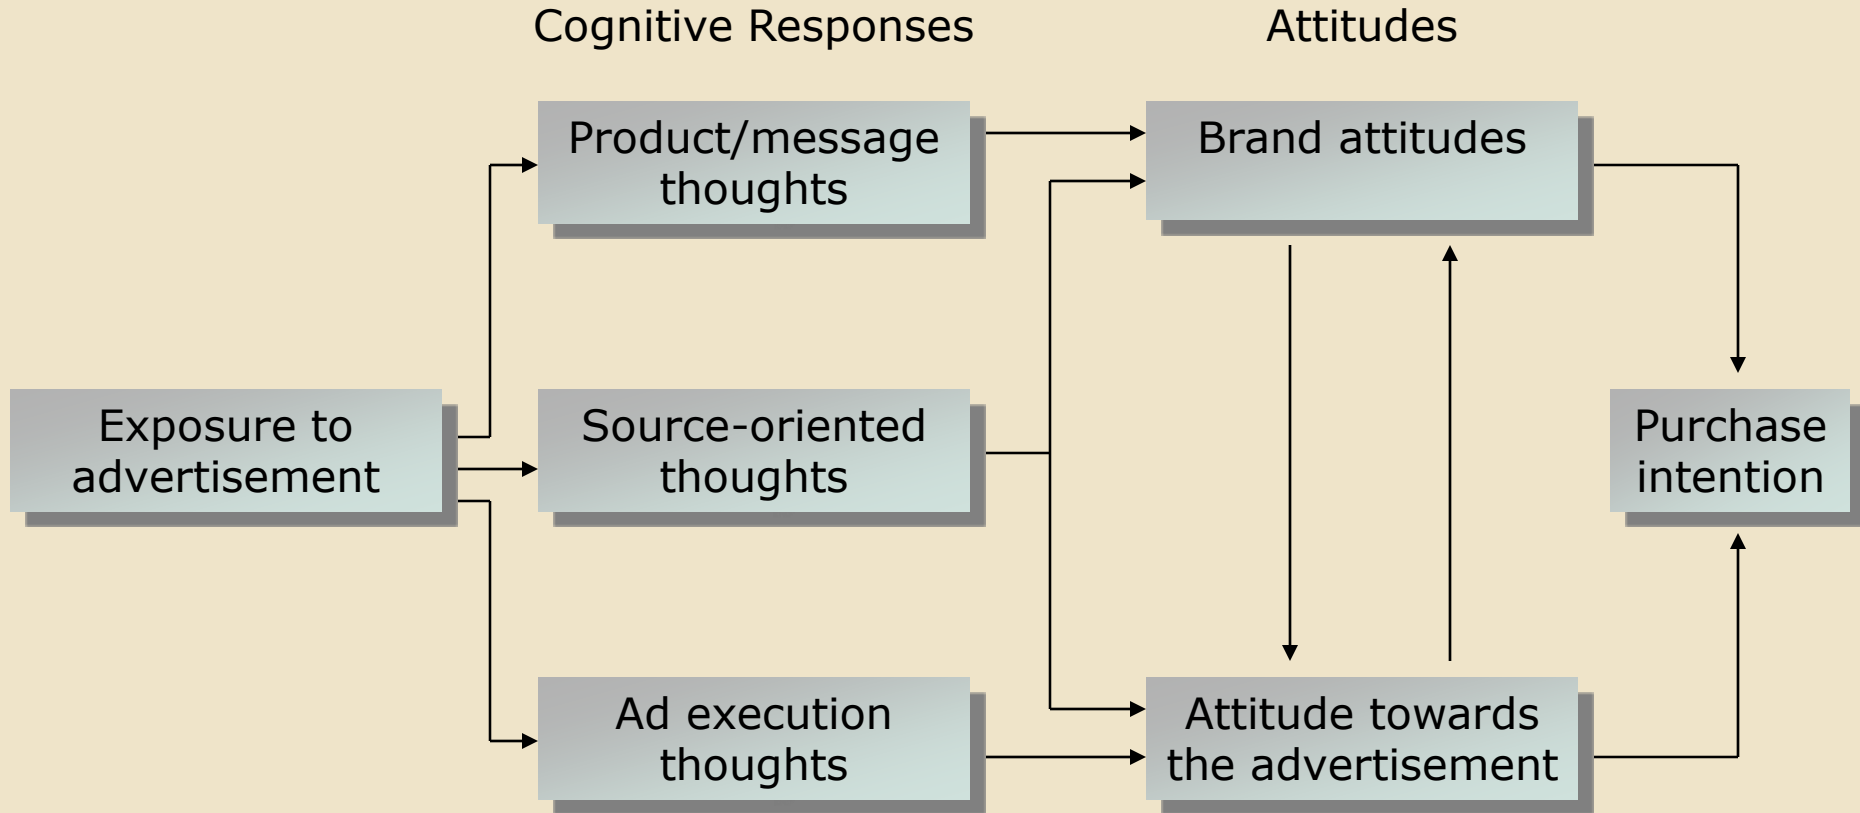 Cognitive Responses
Attitudes
Product/message
thoughts
Brand attitudes
Exposure to
advertisement
Source-oriented
thoughts
Purchase
intention
Ad execution
thoughts
Attitude towards
the advertisement